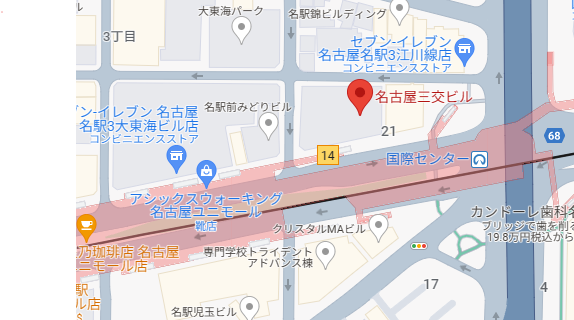 大東海パーク
名駅錦ビルディング
3丁目
セブン-イレブン
名古屋名駅3江川線店
コンビニエンスストア
名古屋三交ビル
ブン-イレブン 名古屋
名駅3大東海ビル店
コンビニエンスストア
名駅前みどりビル
21
68
14
国際センター
アシックスウォーキング
名古屋ユニモール
靴店
カンドーレ歯科名
ブリッジで歯を削る
19.8万円税込から
クリスタルMAビル
乃珈琲店 名古屋
ニモール店
専門学校トライデント
アドバンス棟
17
4
駅
ル店
名駅児玉ビル